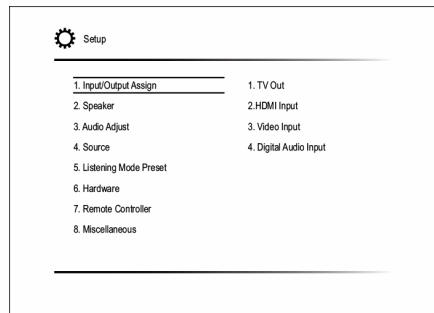 Setup
1. Input/Output Assign
2. Speaker
3. Audio Adjust
4. Source
5. Listening Mode Preset
6. Hardware
7. Remote Controller
8. Miscellaneous
1. TV Out
2.HDMI Input
3. Video Input
4. Digital Audio Input